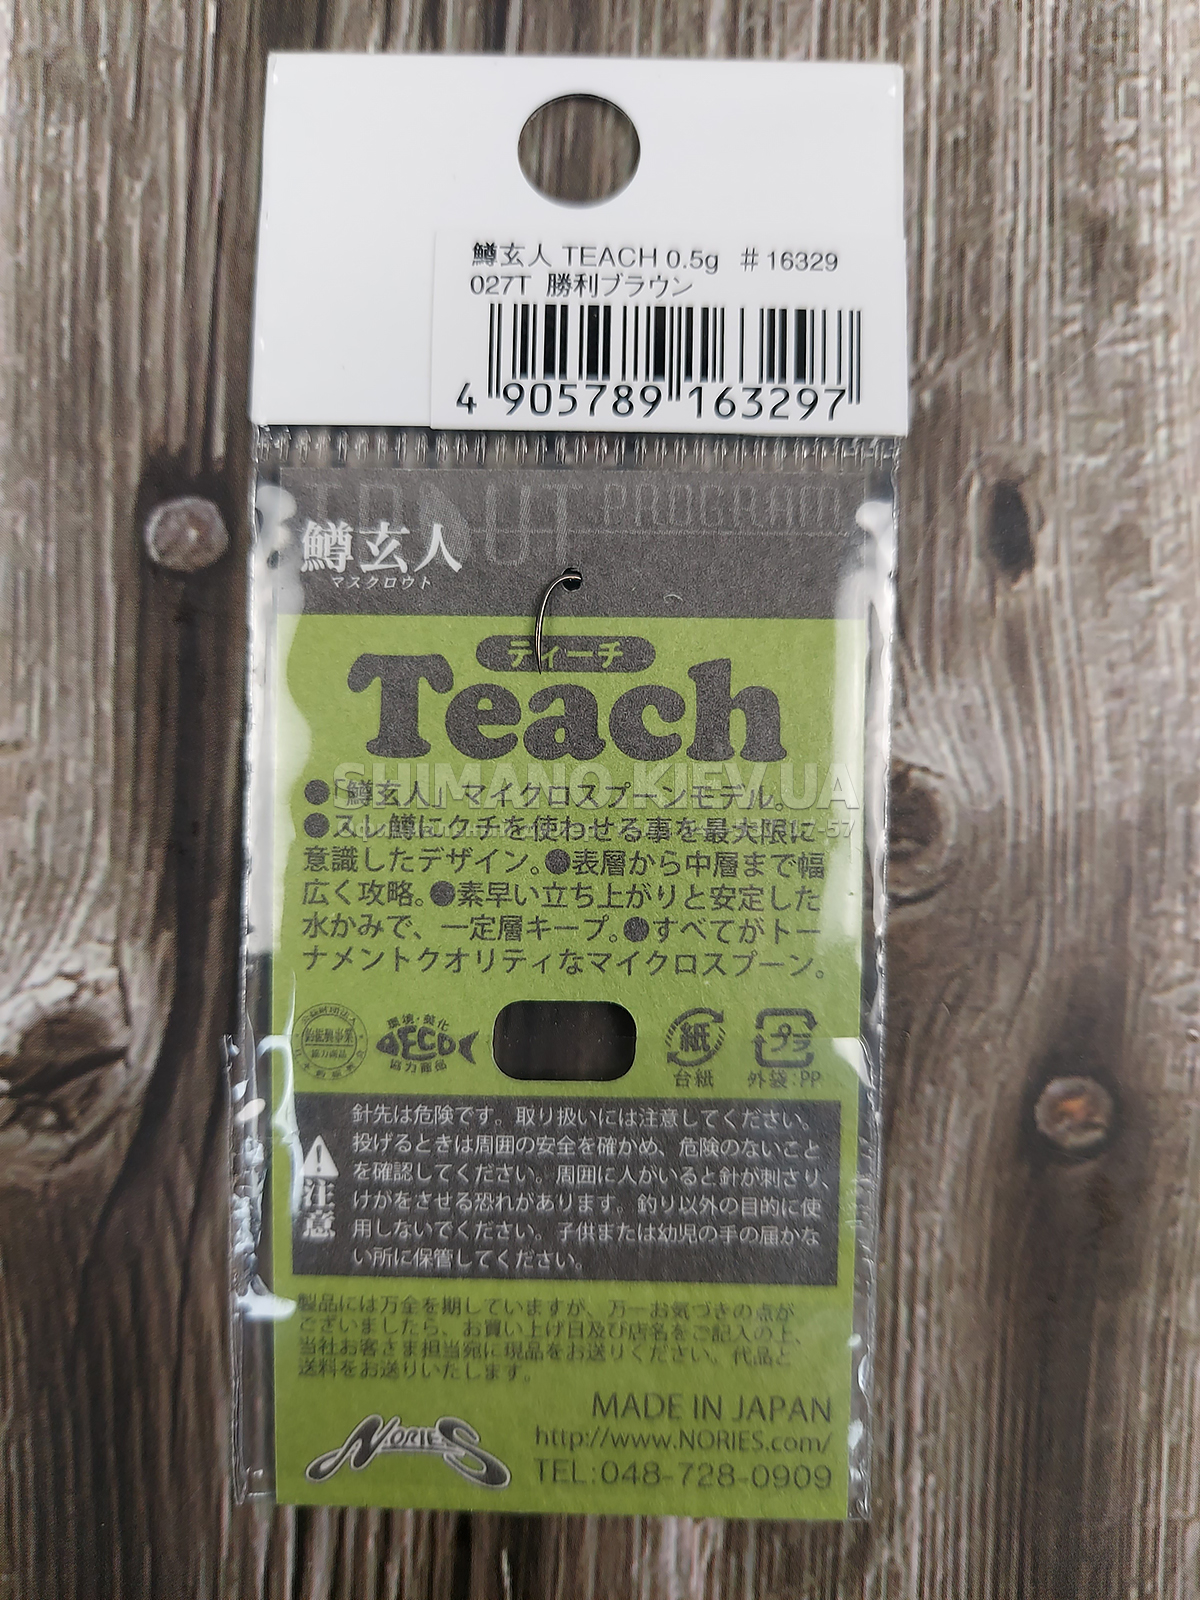 鱒玄人 TEACH 0.5g ＃16329
027T 勝利ブラウン
4 905789 163297
TROUT PROGRAM
鱒玄人
マスクロウト
ティーチ
Teach
SHIMANO.KIEV.UA
●「鱒玄人」マイクロスプーンモデル。
●スレ鱒にクチを使わせる事を最大限に
意識したデザイン。●表層から中層まで幅
広く攻略。●素早い立ち上がりと安定した
水かみで、一定層キープ。●すべてがトー
ナメントクオリティなマイクロスプーン。
環境・美化
ECO
協力商品
紙
台紙
プラ
外袋：PP
注意
針先は危険です。取り扱いには注意してください。
投げるときは周囲の安全を確かめ、危険のないこと
を確認してください。周囲に人がいると針が刺さり、
けがをさせる恐れがあります。釣り以外の目的に使
用しないでください。子供または幼児の手の届かな
い所に保管してください。
製品には万全を期していますが、万一お気づきの点が
ございましたら、お買い上げ日及び店名をご記入の上、
当社お客さま担当宛に現品をお送りください。代品と
送料をお送りいたします。
MADE IN JAPAN
NORIES
http://www.NORIES.com/
TEL:048-728-0909